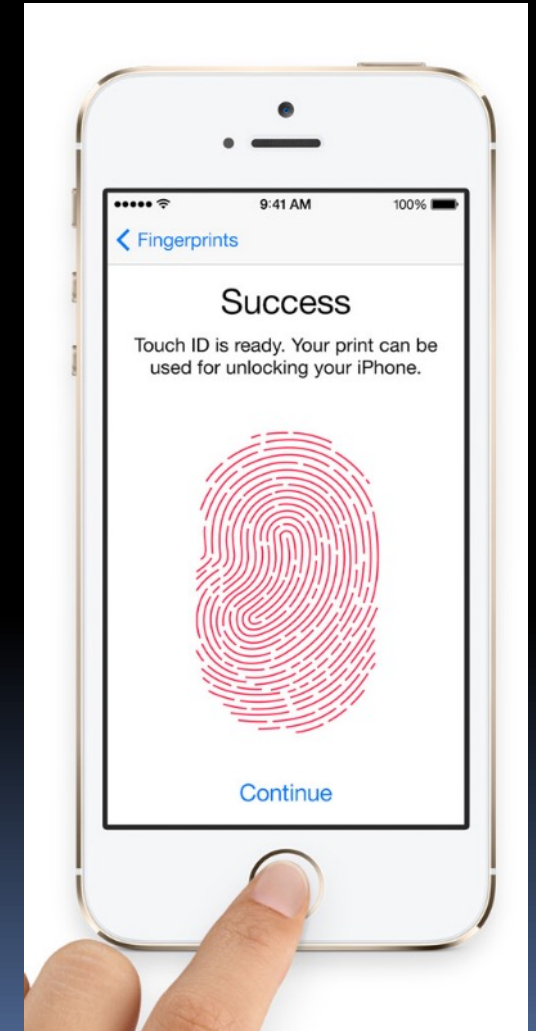 9:41 AM 100%
Fingerprints
Success
Touch ID is ready. Your print can be
used for unlocking your iPhone.
Continue